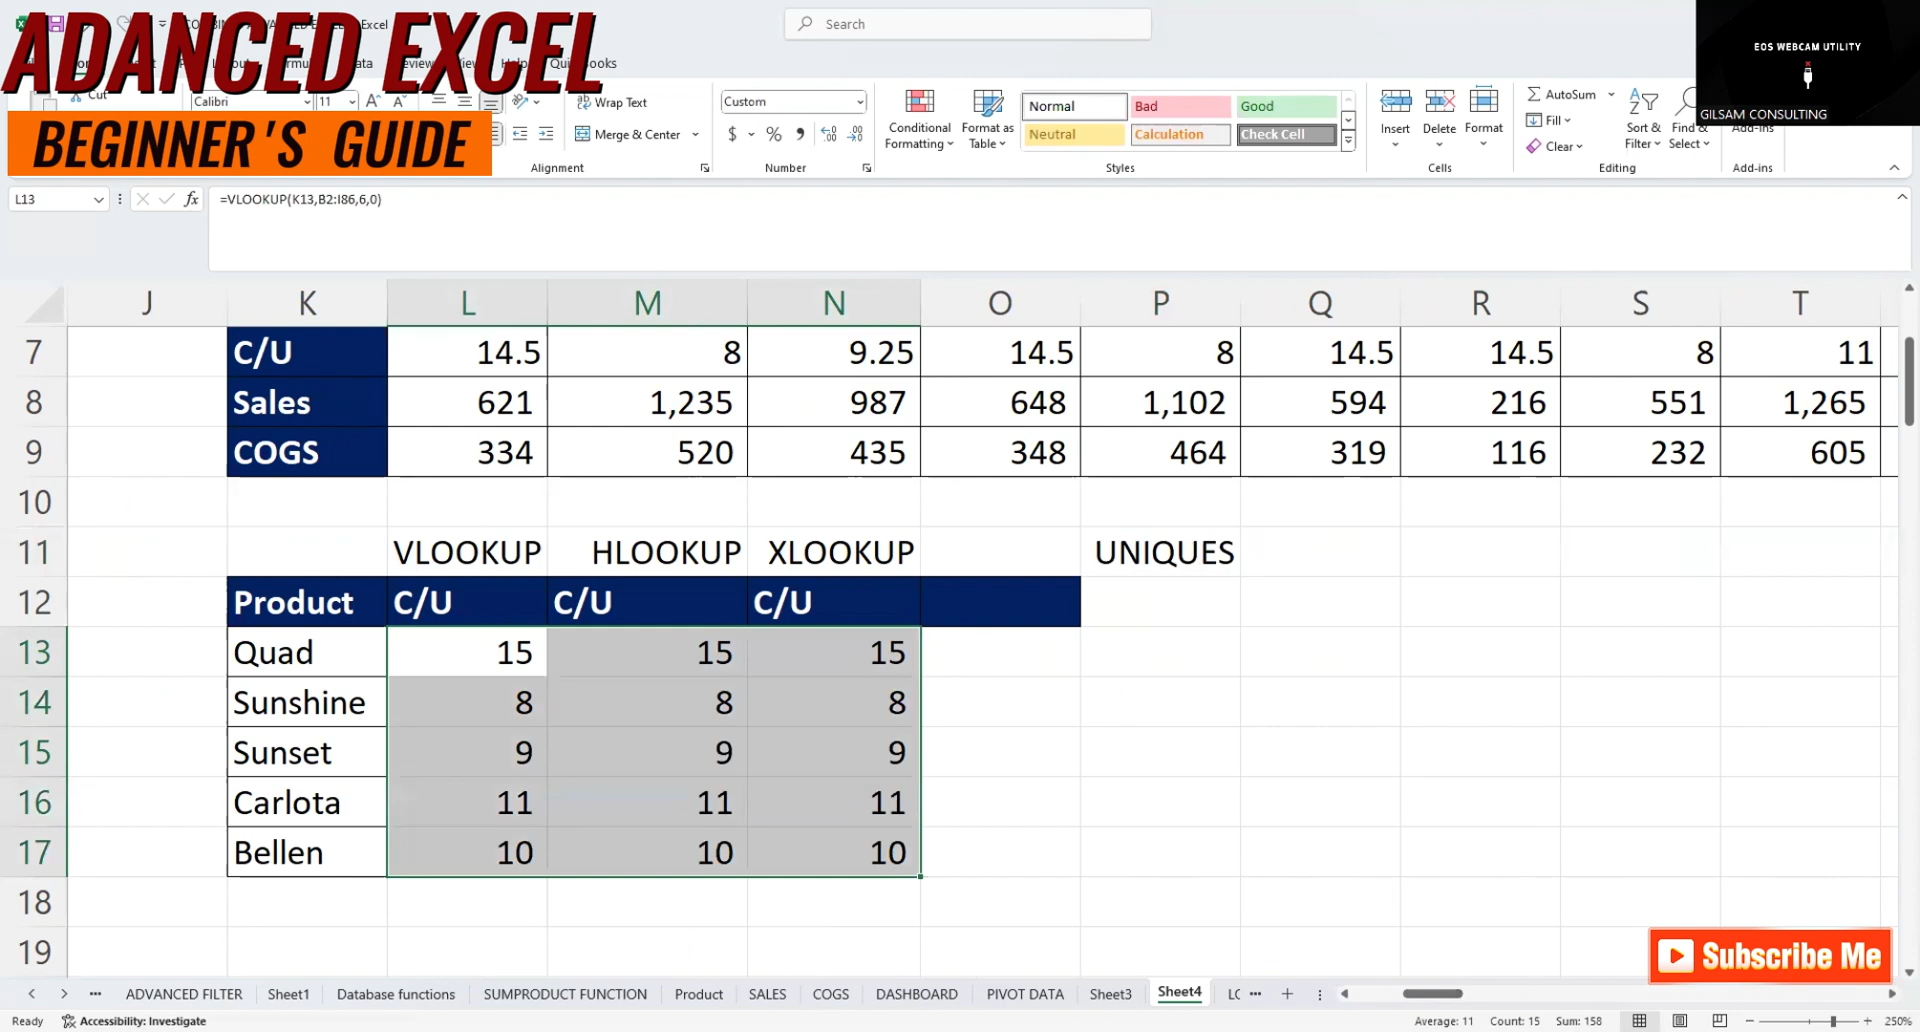 ADANCED EXCEL
BEGINNER'S GUIDE
Excel
Search
Help
EOS WEBCAM UTILITY
GILSAM CONSULTING
Cut
Calibri
11
Wrap Text
Merge & Center
Alignment
Custom
$ % ,
Number
Conditional Formatting
Format as Table
Normal
Bad
Good
Neutral
Calculation
Check Cell
Styles
Insert
Delete
Format
Cells
AutoSum
Fill
Clear
Sort & Filter
Find & Select
Editing
Add-ins
Add-ins
L13
fx
=VLOOKUP(K13,B2:I86,6,0)
J K L M N O P Q R S T
7 C/U 14.5 8 9.25 14.5 8 14.5 14.5 8 11
8 Sales 621 1,235 987 648 1,102 594 216 551 1,265
9 COGS 334 520 435 348 464 319 116 232 605
10
11 VLOOKUP HLOOKUP XLOOKUP UNIQUES
12 Product C/U C/U C/U
13 Quad 15 15 15
14 Sunshine 8 8 8
15 Sunset 9 9 9
16 Carlota 11 11 11
17 Bellen 10 10 10
18
19
Subscribe Me
ADVANCED FILTER Sheet1 Database functions SUMPRODUCT FUNCTION Product SALES COGS DASHBOARD PIVOT DATA Sheet3 Sheet4
Ready Accessibility: Investigate Average: 11 Count: 15 Sum: 158 250%